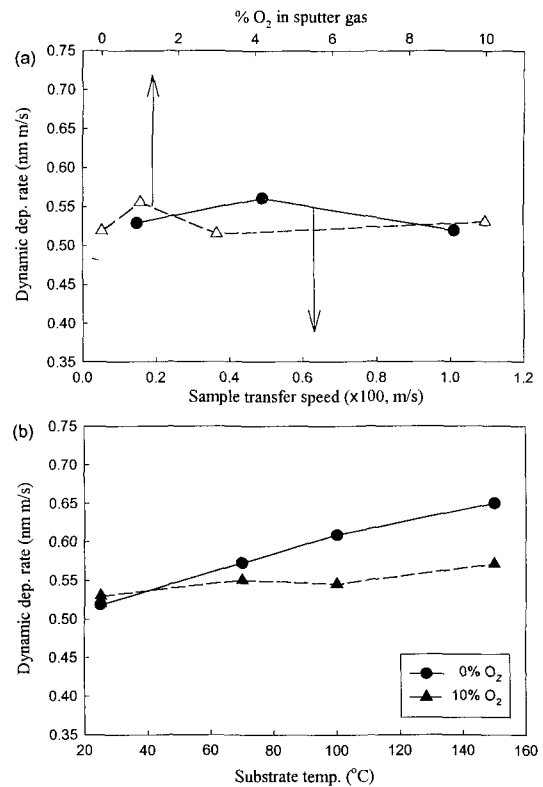 % O₂ in sputter gas
0 2 4 6 8 10
(a)
0.75
0.70
0.65
0.60
0.55
0.50
0.45
0.40
0.35
Dynamic dep. rate (nm m/s)
0.0 0.2 0.4 0.6 0.8 1.0 1.2
Sample transfer speed (×100, m/s)
(b)
0.75
0.70
0.65
0.60
0.55
0.50
0.45
0.40
0.35
Dynamic dep. rate (nm m/s)
0% O₂
10% O₂
20 40 60 80 100 120 140 160
Substrate temp. (°C)